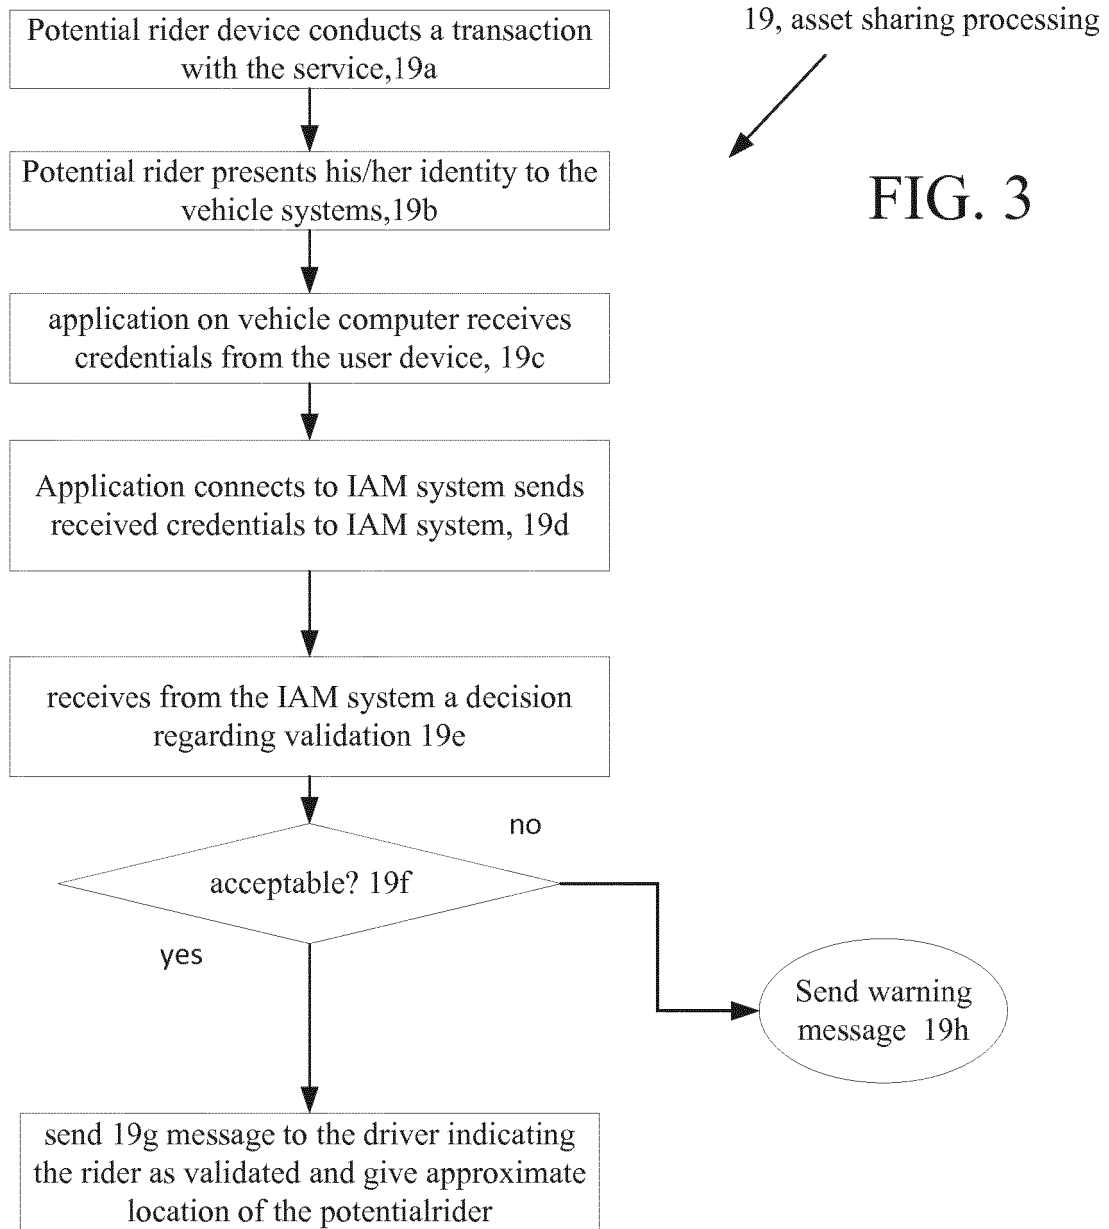 19, asset sharing processing
FIG. 3
Potential rider device conducts a transaction
with the service,19a
Potential rider presents his/her identity to the
vehicle systems,19b
application on vehicle computer receives
credentials from the user device, 19c
Application connects to IAM system sends
received credentials to IAM system, 19d
receives from the IAM system a decision
regarding validation 19e
acceptable? 19f
no
yes
Send warning
message 19h
send 19g message to the driver indicating
the rider as validated and give approximate
location of the potentialrider